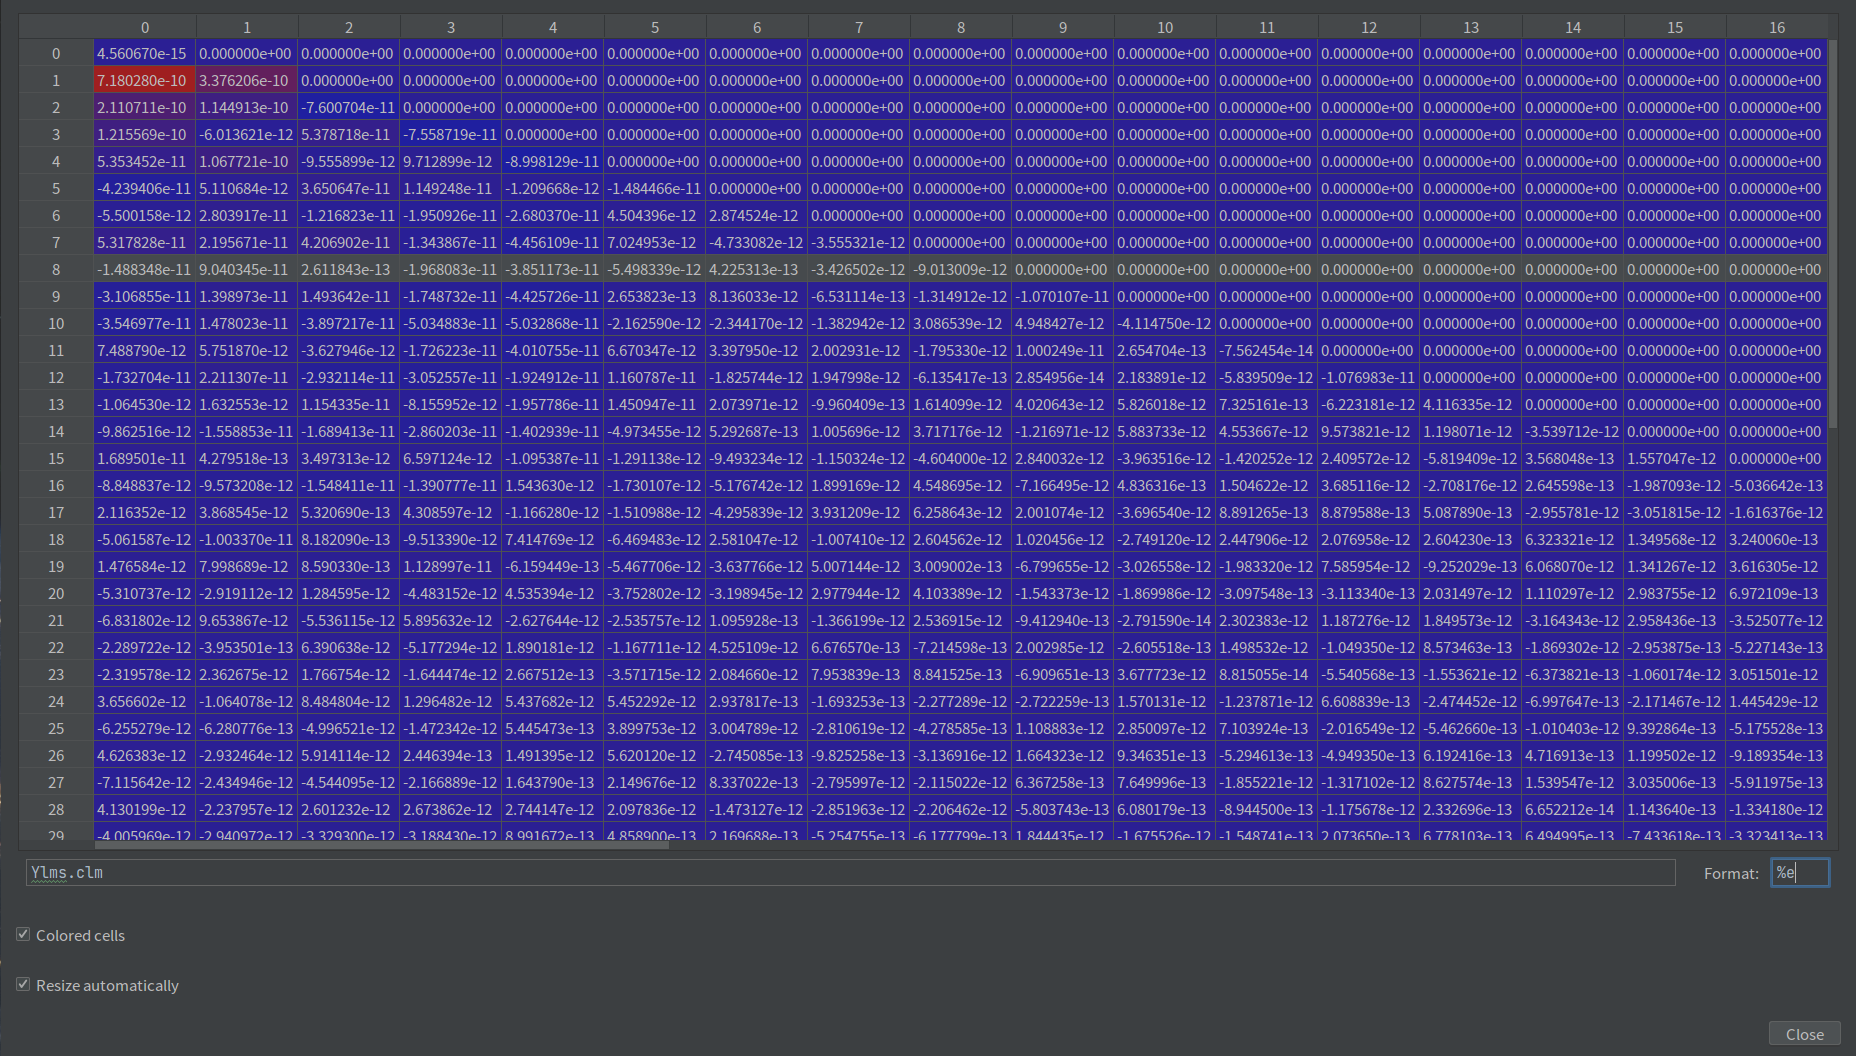 0 1 2 3 4 5 6 7 8 9 10 11 12 13 14 15 16
0 4.560670e-15 0.000000e+00 0.000000e+00 0.000000e+00 0.000000e+00 0.000000e+00 0.000000e+00 0.000000e+00 0.000000e+00 0.000000e+00 0.000000e+00 0.000000e+00 0.000000e+00 0.000000e+00 0.000000e+00 0.000000e+00 0.000000e+00
1 7.180280e-10 3.376206e-10 0.000000e+00 0.000000e+00 0.000000e+00 0.000000e+00 0.000000e+00 0.000000e+00 0.000000e+00 0.000000e+00 0.000000e+00 0.000000e+00 0.000000e+00 0.000000e+00 0.000000e+00 0.000000e+00 0.000000e+00
2 2.110711e-10 1.144913e-10 -7.600704e-11 0.000000e+00 0.000000e+00 0.000000e+00 0.000000e+00 0.000000e+00 0.000000e+00 0.000000e+00 0.000000e+00 0.000000e+00 0.000000e+00 0.000000e+00 0.000000e+00 0.000000e+00 0.000000e+00
3 1.215569e-10 -6.013621e-12 5.378718e-11 -7.558719e-11 0.000000e+00 0.000000e+00 0.000000e+00 0.000000e+00 0.000000e+00 0.000000e+00 0.000000e+00 0.000000e+00 0.000000e+00 0.000000e+00 0.000000e+00 0.000000e+00 0.000000e+00
4 5.353452e-11 1.067721e-10 -9.555899e-12 9.712899e-12 -8.998129e-11 0.000000e+00 0.000000e+00 0.000000e+00 0.000000e+00 0.000000e+00 0.000000e+00 0.000000e+00 0.000000e+00 0.000000e+00 0.000000e+00 0.000000e+00 0.000000e+00
5 -4.239406e-11 5.110684e-12 3.650647e-11 1.149248e-11 -1.209668e-12 -1.484466e-11 0.000000e+00 0.000000e+00 0.000000e+00 0.000000e+00 0.000000e+00 0.000000e+00 0.000000e+00 0.000000e+00 0.000000e+00 0.000000e+00 0.000000e+00
6 -5.500158e-12 2.803917e-11 -1.216823e-11 -1.950926e-11 -2.680370e-11 4.504396e-12 2.874524e-12 0.000000e+00 0.000000e+00 0.000000e+00 0.000000e+00 0.000000e+00 0.000000e+00 0.000000e+00 0.000000e+00 0.000000e+00 0.000000e+00
7 5.317828e-11 2.195671e-11 4.206902e-11 -1.343867e-11 -4.456109e-11 7.024953e-12 -4.733082e-12 -3.555321e-12 0.000000e+00 0.000000e+00 0.000000e+00 0.000000e+00 0.000000e+00 0.000000e+00 0.000000e+00 0.000000e+00 0.000000e+00
8 -1.488348e-11 9.040345e-11 2.611843e-13 -1.968083e-11 -3.851173e-11 -5.498339e-12 4.225313e-13 -3.426502e-12 -9.013009e-12 0.000000e+00 0.000000e+00 0.000000e+00 0.000000e+00 0.000000e+00 0.000000e+00 0.000000e+00 0.000000e+00
9 -3.106855e-11 1.398973e-11 1.493642e-11 -1.748732e-11 -4.425726e-11 2.653823e-13 8.136033e-12 -6.531114e-13 -1.314912e-12 -1.070107e-11 0.000000e+00 0.000000e+00 0.000000e+00 0.000000e+00 0.000000e+00 0.000000e+00 0.000000e+00
10 -3.546977e-11 1.478023e-11 -3.897217e-11 -5.034883e-11 -5.032868e-11 -2.162590e-12 -2.344170e-12 -1.382942e-12 3.086539e-12 4.948427e-12 -4.114750e-12 0.000000e+00 0.000000e+00 0.000000e+00 0.000000e+00 0.000000e+00 0.000000e+00
11 7.488790e-12 5.751870e-12 -3.627946e-12 -1.726223e-11 -4.010755e-11 6.670347e-12 3.397950e-12 2.002931e-12 -1.795330e-12 1.000249e-11 2.654704e-13 -7.562454e-14 0.000000e+00 0.000000e+00 0.000000e+00 0.000000e+00 0.000000e+00
12 -1.732704e-11 2.211307e-11 -2.932114e-11 -3.052557e-11 -1.924912e-11 1.160787e-11 -1.825744e-12 1.947998e-12 -6.135417e-13 2.854956e-14 2.183891e-12 -5.839509e-12 -1.076983e-11 0.000000e+00 0.000000e+00 0.000000e+00 0.000000e+00
13 -1.064530e-12 1.632553e-12 1.154335e-11 -8.155952e-12 -1.957786e-11 1.450947e-11 2.073971e-12 -9.960409e-13 1.614099e-12 4.020643e-12 5.826018e-12 7.325161e-13 -6.223181e-12 4.116335e-12 0.000000e+00 0.000000e+00 0.000000e+00
14 -9.862516e-12 -1.558853e-11 -1.689413e-11 -2.860203e-11 -1.402939e-11 -4.973455e-12 5.292687e-13 1.005696e-12 3.717176e-12 -1.216971e-12 5.883733e-12 4.553667e-12 9.573821e-12 1.198071e-12 -3.539712e-12 0.000000e+00 0.000000e+00
15 1.689501e-11 4.279518e-13 3.497313e-12 6.597124e-12 -1.095387e-11 -1.291138e-12 -9.493234e-12 -1.150324e-12 -4.604000e-12 2.840032e-12 -3.963516e-12 -1.420252e-12 2.409572e-12 -5.819409e-12 3.568048e-13 1.557047e-12 0.000000e+00
16 -8.848837e-12 -9.573208e-12 -1.548411e-11 -1.390777e-11 1.543630e-12 -1.730107e-12 -5.176742e-12 1.899169e-12 4.548695e-12 -7.166495e-12 4.836316e-13 1.504622e-12 3.685116e-12 -2.708176e-12 2.645598e-13 -1.987093e-12 -5.036642e-13
17 2.116352e-12 3.868545e-12 5.320690e-13 4.308597e-12 -1.166280e-12 -1.510988e-12 -4.295839e-12 3.931209e-12 6.258643e-12 2.001074e-12 -3.696540e-12 8.891265e-13 8.879588e-13 5.087890e-13 -2.955781e-12 -3.051815e-12 -1.616376e-12
18 -5.061587e-12 -1.003370e-11 8.182090e-13 -9.513390e-12 7.414769e-12 -6.469483e-12 2.581047e-12 -1.007410e-12 2.604562e-12 1.020456e-12 -2.749120e-12 2.447906e-12 2.076958e-12 2.604230e-13 6.323321e-12 1.349568e-12 3.240060e-13
19 1.476584e-12 7.998689e-12 8.590330e-13 1.128997e-11 -6.159449e-13 -5.467706e-12 -3.637766e-12 5.007144e-12 3.009002e-13 -6.799655e-12 -3.026558e-12 -1.983320e-12 7.585954e-12 -9.252029e-13 6.068070e-12 1.341267e-12 3.616305e-12
20 -5.310737e-12 -2.919112e-12 1.284595e-12 -4.483152e-12 4.535394e-12 -3.752802e-12 -3.198945e-12 2.977944e-12 4.103389e-12 -1.543373e-12 -1.869986e-12 -3.097548e-13 -3.113340e-13 2.031497e-12 1.110297e-12 2.983755e-12 6.972109e-13
21 -6.831802e-12 9.653867e-12 -5.536115e-12 5.895632e-12 -2.627644e-12 -2.535757e-12 1.095928e-13 -1.366199e-12 2.536915e-12 -9.412940e-13 -2.791590e-14 2.302383e-12 1.187276e-12 1.849573e-12 -3.164343e-12 2.958436e-13 -3.525077e-12
22 -2.289722e-12 -3.953501e-13 6.390638e-12 -5.177294e-12 1.890181e-12 -1.167711e-12 4.525109e-12 6.676570e-13 -7.214598e-13 2.002985e-12 -2.605518e-13 1.498532e-12 -1.049350e-12 8.573463e-13 -1.869302e-12 -2.953875e-13 -5.227143e-13
23 -2.319578e-12 2.362675e-12 1.766754e-12 -1.644474e-12 2.667512e-13 -3.571715e-12 2.084660e-12 7.953839e-13 8.841525e-13 -6.909651e-13 3.677723e-12 8.815055e-14 -5.540568e-13 -1.553621e-12 -6.373821e-13 -1.060174e-12 3.051501e-12
24 3.656602e-12 -1.064078e-12 8.484804e-12 1.296482e-12 5.437682e-12 5.452292e-12 2.937817e-13 -1.693253e-13 -2.277289e-12 -2.722259e-13 1.570131e-12 -1.237871e-12 6.608839e-13 -2.474452e-12 -6.997647e-13 -2.171467e-12 1.445429e-12
25 -6.255279e-12 -6.280776e-13 -4.996521e-12 -1.472342e-12 5.445473e-13 3.899753e-12 3.004789e-12 -2.810619e-12 -4.278585e-13 1.108883e-12 2.850097e-12 7.103924e-13 -2.016549e-12 -5.462660e-13 -1.010403e-12 9.392864e-13 -5.175528e-13
26 4.626383e-12 -2.932464e-12 5.914114e-12 2.446394e-13 1.491395e-12 5.620120e-12 -2.745085e-13 -9.825258e-13 -3.136916e-12 1.664323e-12 9.346351e-13 -5.294613e-13 -4.949350e-13 6.192416e-13 4.716913e-13 1.199502e-12 -9.189354e-13
27 -7.115642e-12 -2.434946e-12 -4.544095e-12 -2.166889e-12 1.643790e-13 2.149676e-12 8.337022e-13 -2.795997e-12 -2.115022e-12 6.367258e-13 7.649996e-13 -1.855221e-12 -1.317102e-12 8.627574e-13 1.539547e-12 3.035006e-13 -5.911975e-13
28 4.130199e-12 -2.237957e-12 2.601232e-12 2.673862e-12 2.744147e-12 2.097836e-12 -1.473127e-12 -2.851963e-12 -2.206462e-12 -5.803743e-13 6.080179e-13 -8.944500e-13 -1.175678e-12 2.332696e-13 6.652212e-14 1.143640e-13 -1.334180e-12
29 -4.005969e-12 -2.940972e-12 -3.329300e-12 -3.188430e-12 8.991672e-13 4.858900e-13 2.169688e-13 -5.254755e-13 -6.177799e-13 1.844435e-12 -1.675526e-12 -1.548741e-13 2.073650e-13 6.778103e-13 6.494995e-13 -7.433618e-13 -3.323413e-13
Ylms.clm Format: %e
Colored cells
Resize automatically
Close